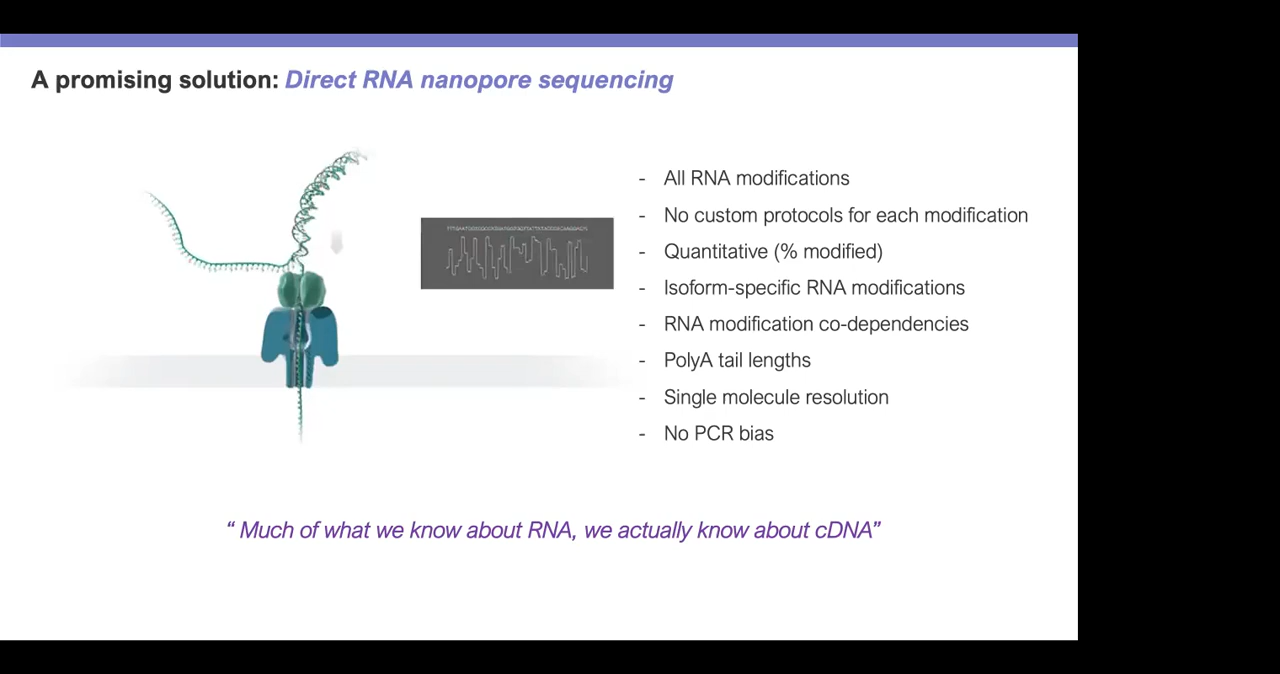 A promising solution: Direct RNA nanopore sequencing
- All RNA modifications
- No custom protocols for each modification
- Quantitative (% modified)
- Isoform-specific RNA modifications
- RNA modification co-dependencies
- PolyA tail lengths
- Single molecule resolution
- No PCR bias
“ Much of what we know about RNA, we actually know about cDNA”